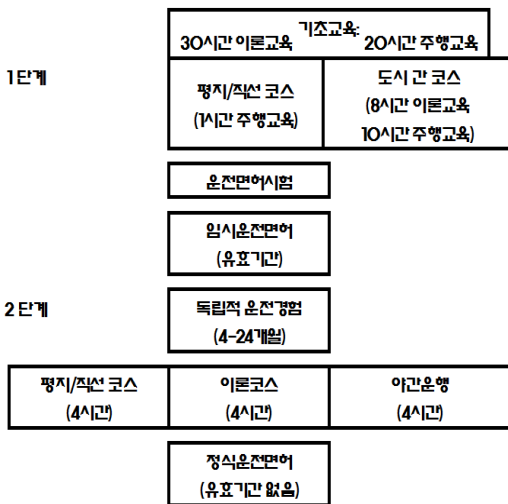 기초교육:
30시간 이론교육 20시간 주행교육
1단계
평지/직선 코스
(1시간 주행교육)
도시 간 코스
(8시간 이론교육
10시간 주행교육)
운전면허시험
임시운전면허
(유효기간)
2 단계
독립적 운전경험
(4-24개월)
평지/직선 코스
(4시간)
이론코스
(4시간)
야간운행
(4시간)
정식운전면허
(유효기간 없음)